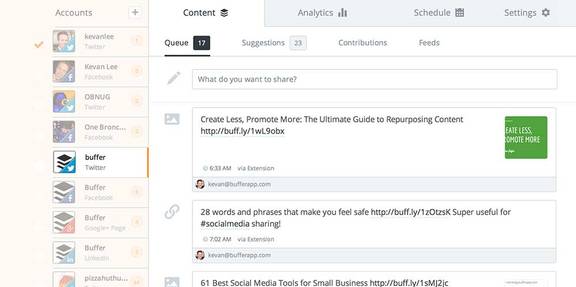 Accounts
+
Content
Analytics
Schedule
Settings
kevanlee
Twitter
Kevan Lee
Facebook
OBNUG
Twitter
One Bronc...
Facebook
buffer
Twitter
Buffer
Facebook
Buffer
Google+ Page
Buffer
LinkedIn
pizzahuthu...
Queue 17
Suggestions 23
Contributions
Feeds
What do you want to share?
Create Less, Promote More: The Ultimate Guide to Repurposing Content
http://buff.ly/1wL9obx
EATE LESS,
OMOTE MORE
6:33 AM via Extension
kevan@bufferapp.com
28 words and phrases that make you feel safe http://buff.ly/1zOtzsK Super useful for
#socialmedia sharing!
7:02 AM via Extension
kevan@bufferapp.com
61 Best Social Media Tools for Small Business http://buff.ly/1sMJ2jc